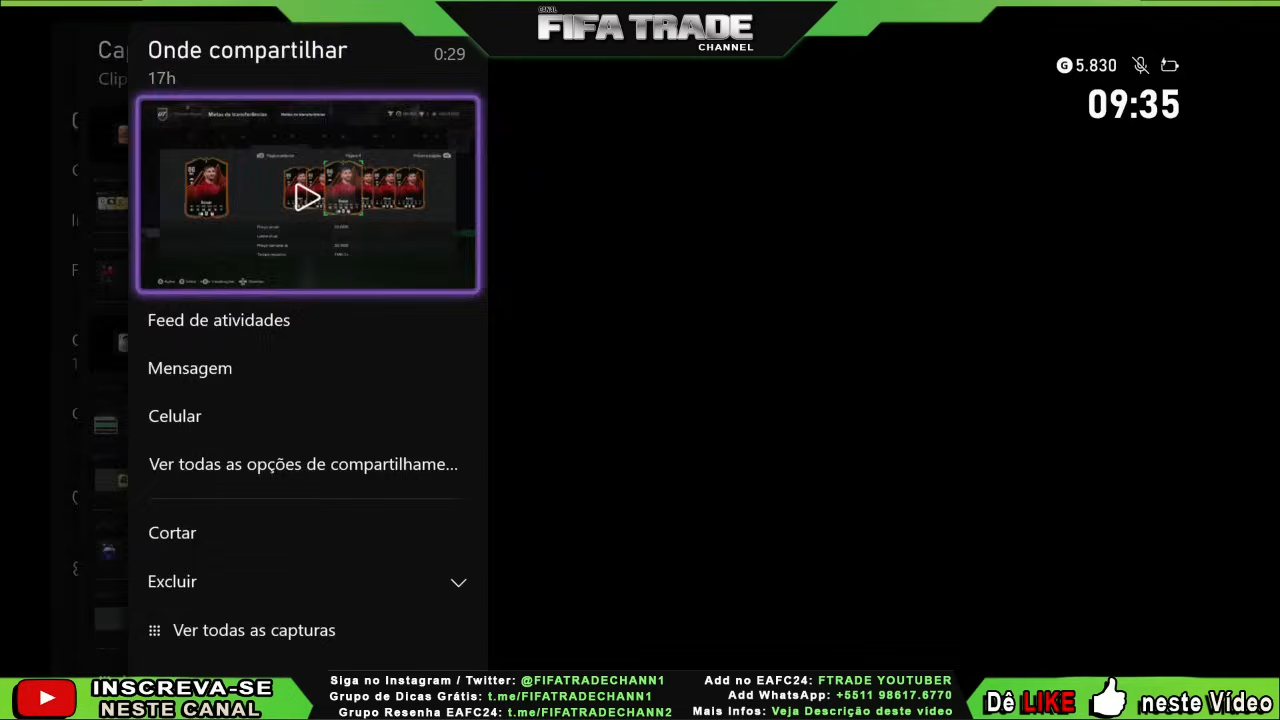 CANAL
FIFA TRADE
CHANNEL
Onde compartilhar
0:29
17h
G 5.830
09:35
Metas de transferências
Feed de atividades
Mensagem
Celular
Ver todas as opções de compartilhame...
Cortar
Excluir
Ver todas as capturas
INSCREVA-SE
NESTE CANAL
Siga no Instagram / Twitter: @FIFATRADECHANN1
Grupo de Dicas Grátis: t.me/FIFATRADECHANN1
Grupo Resenha EAFC24: t.me/FIFATRADECHANN2
Add no EAFC24: FTRADE YOUTUBER
Add WhatsApp: +5511 98617.6770
Mais Infos: Veja Descrição deste vídeo
Dê LIKE neste Vídeo